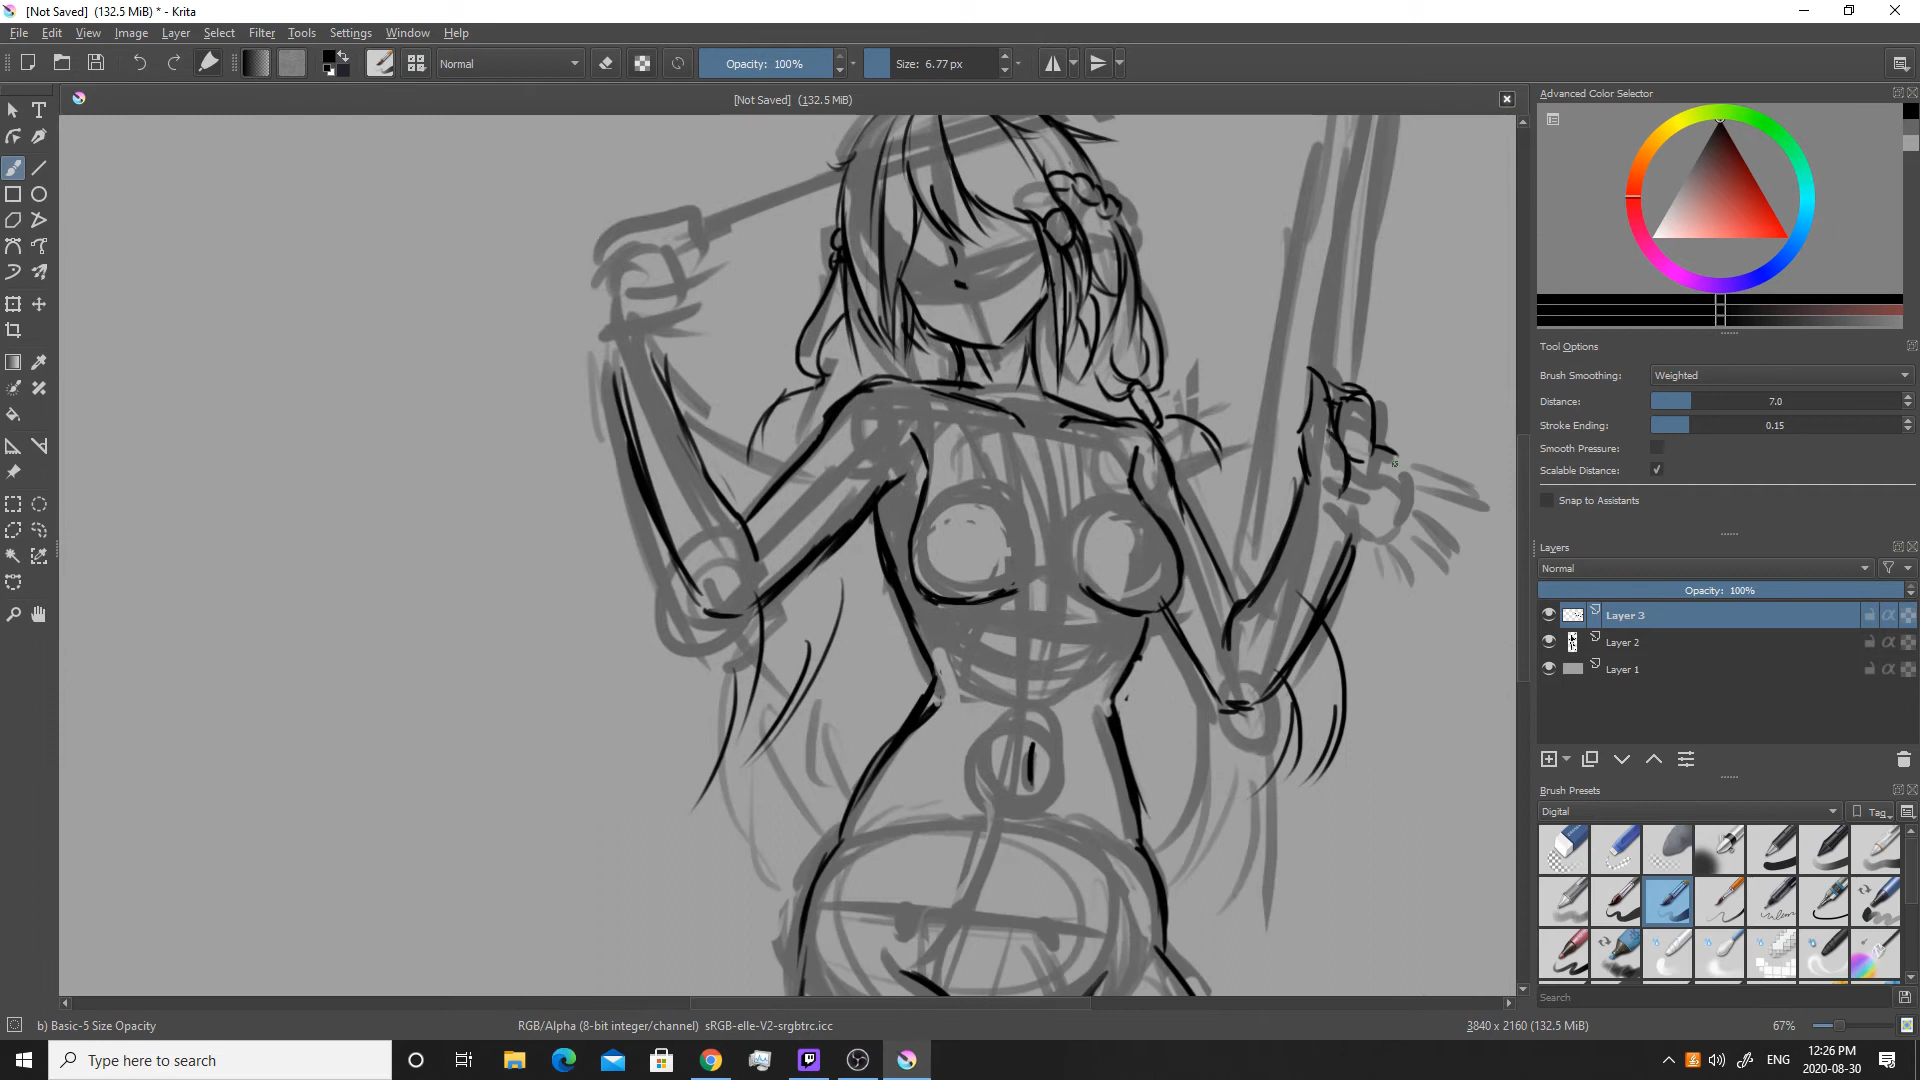 [Not Saved]  (132.5 MiB) * - Krita
File Edit View Image Layer Select Filter Tools Settings Window Help
Normal Opacity: 100% Size: 6.77 px
[Not Saved]  (132.5 MiB)
Advanced Color Selector
Tool Options
Brush Smoothing: Weighted
Distance: 7.0
Stroke Ending: 0.15
Smooth Pressure:
Scalable Distance:
Snap to Assistants
Layers
Normal
Opacity: 100%
Layer 3
Layer 2
Layer 1
Brush Presets
Digital Tag
Search
b) Basic-5 Size Opacity RGB/Alpha (8-bit integer/channel)  sRGB-elle-V2-srgbtrc.icc 3840 x 2160 (132.5 MiB) 67%
Type here to search ENG 12:26 PM
2020-08-30